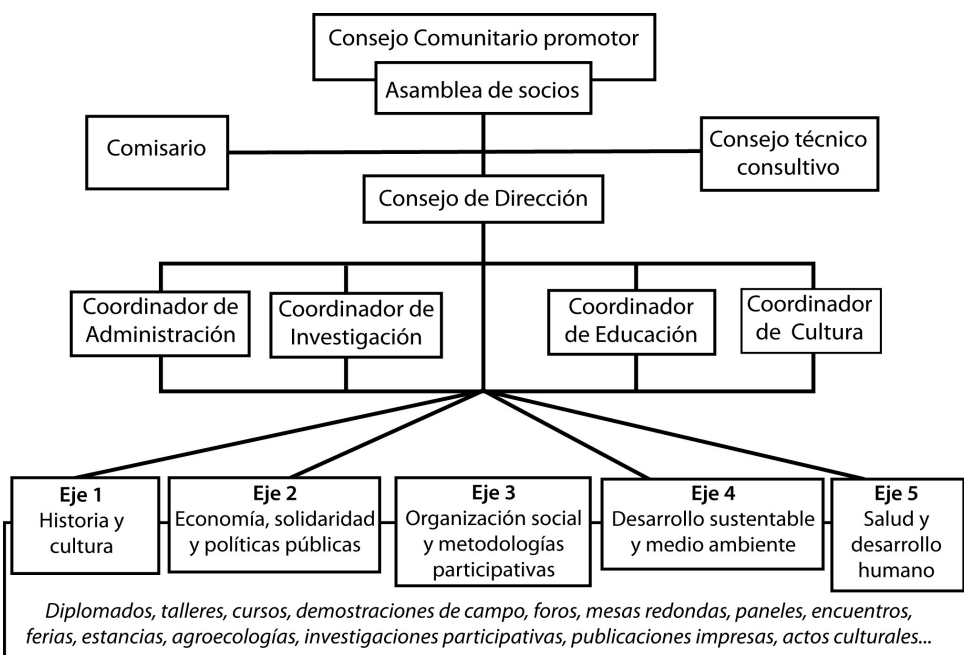 Consejo Comunitario promotor
Asamblea de socios
Comisario
Consejo técnico
consultivo
Consejo de Dirección
Coordinador de
Administración
Coordinador de
Investigación
Coordinador
de Educación
Coordinador
de Cultura
Eje 1
Historia y
cultura
Eje 2
Economía, solidaridad
y políticas públicas
Eje 3
Organización social
y metodologías
participativas
Eje 4
Desarrollo sustentable
y medio ambiente
Eje 5
Salud y
desarrollo
humano
Diplomados, talleres, cursos, demostraciones de campo, foros, mesas redondas, paneles, encuentros,
ferias, estancias, agroecologías, investigaciones participativas, publicaciones impresas, actos culturales...